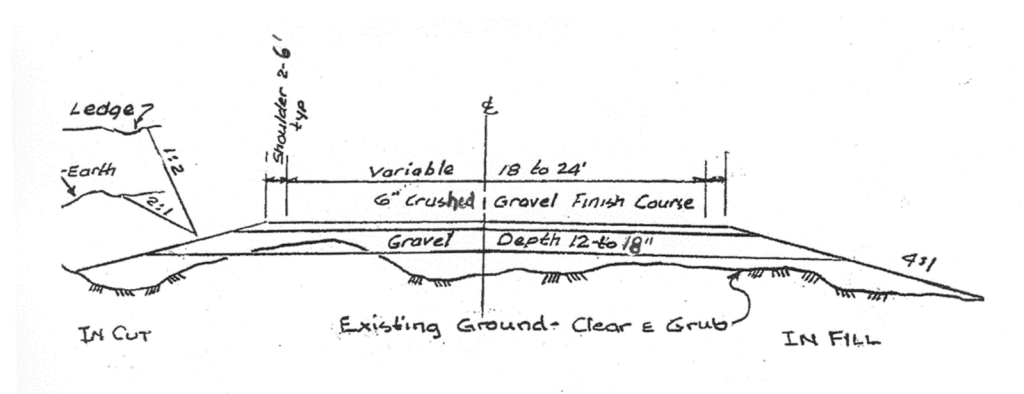 Shoulder 2-6'
typ
℄
Ledge
1:2
Variable 18 to 24'
Earth
6" Crushed Gravel Finish Course
2:1
Gravel Depth 12-to 18"
4:1
Existing Ground- Clear & Grub
IN CUT
IN FILL